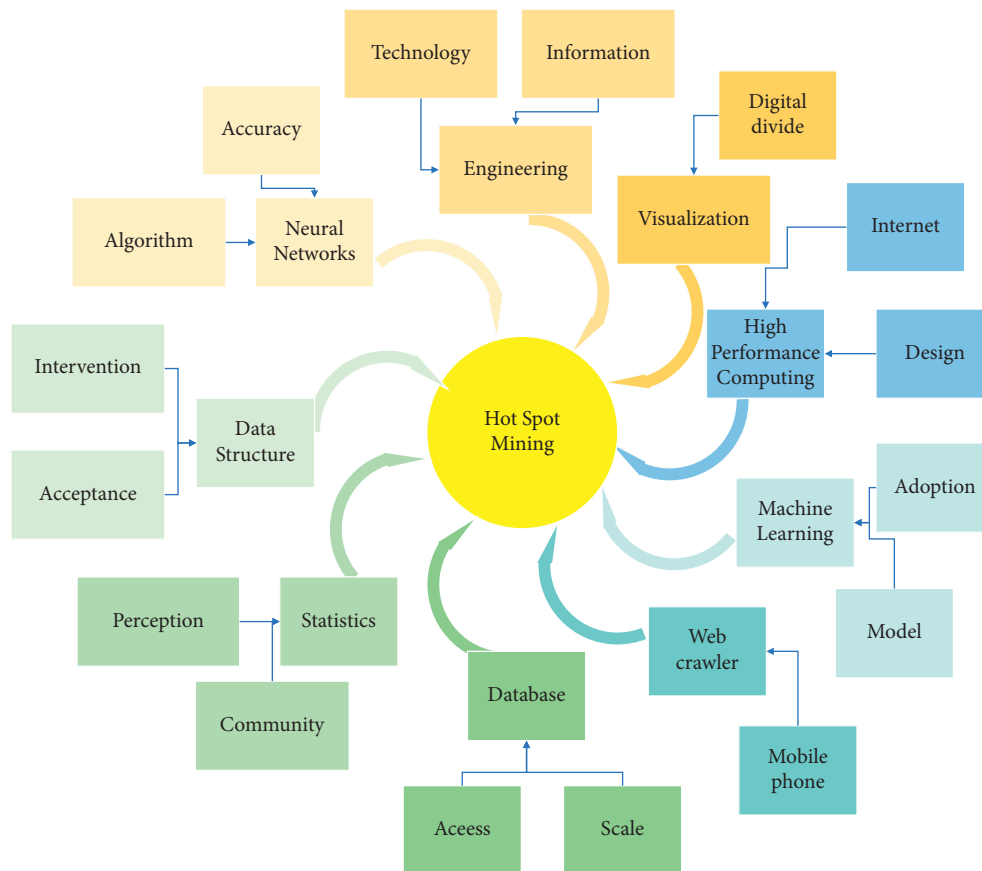 Technology
Information
Digital
divide
Accuracy
Engineering
Visualization
Internet
Algorithm
Neural
Networks
High
Performance
Computing
Design
Intervention
Data
Structure
Acceptance
Hot Spot
Mining
Adoption
Machine
Learning
Perception
Statistics
Web
crawler
Model
Community
Database
Mobile
phone
Aceess
Scale